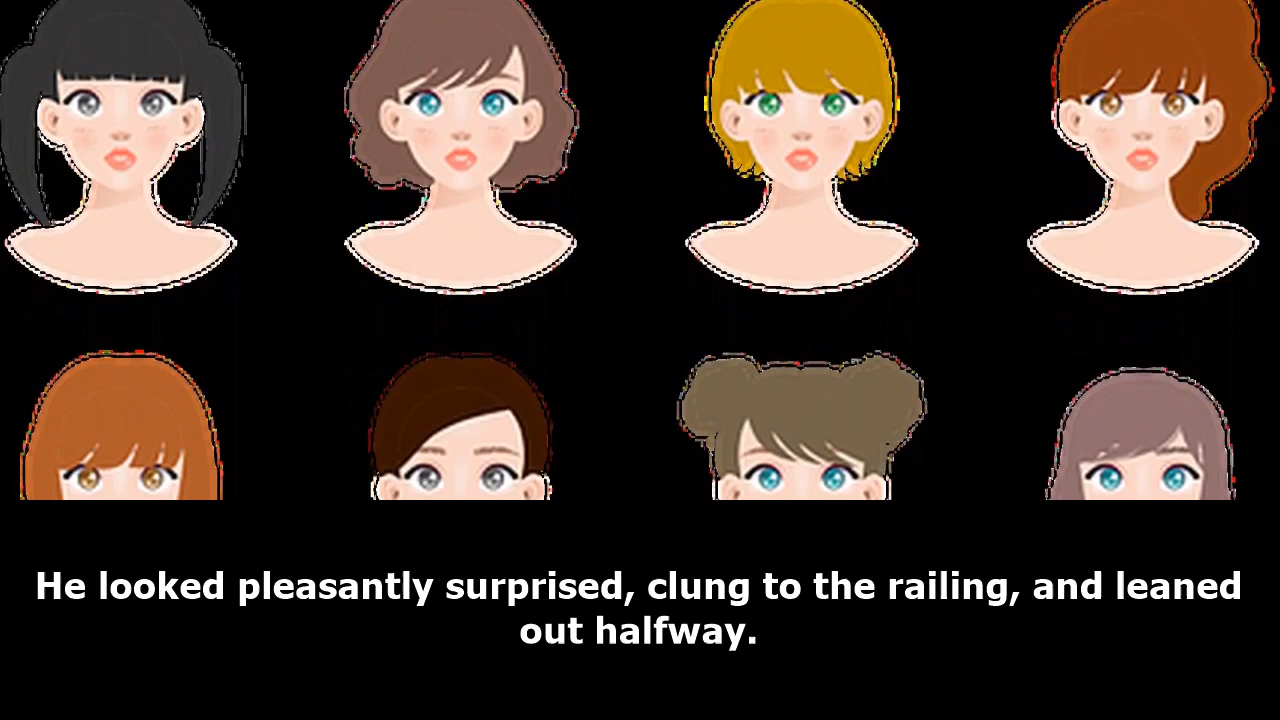 He looked pleasantly surprised, clung to the railing, and leaned
out halfway.